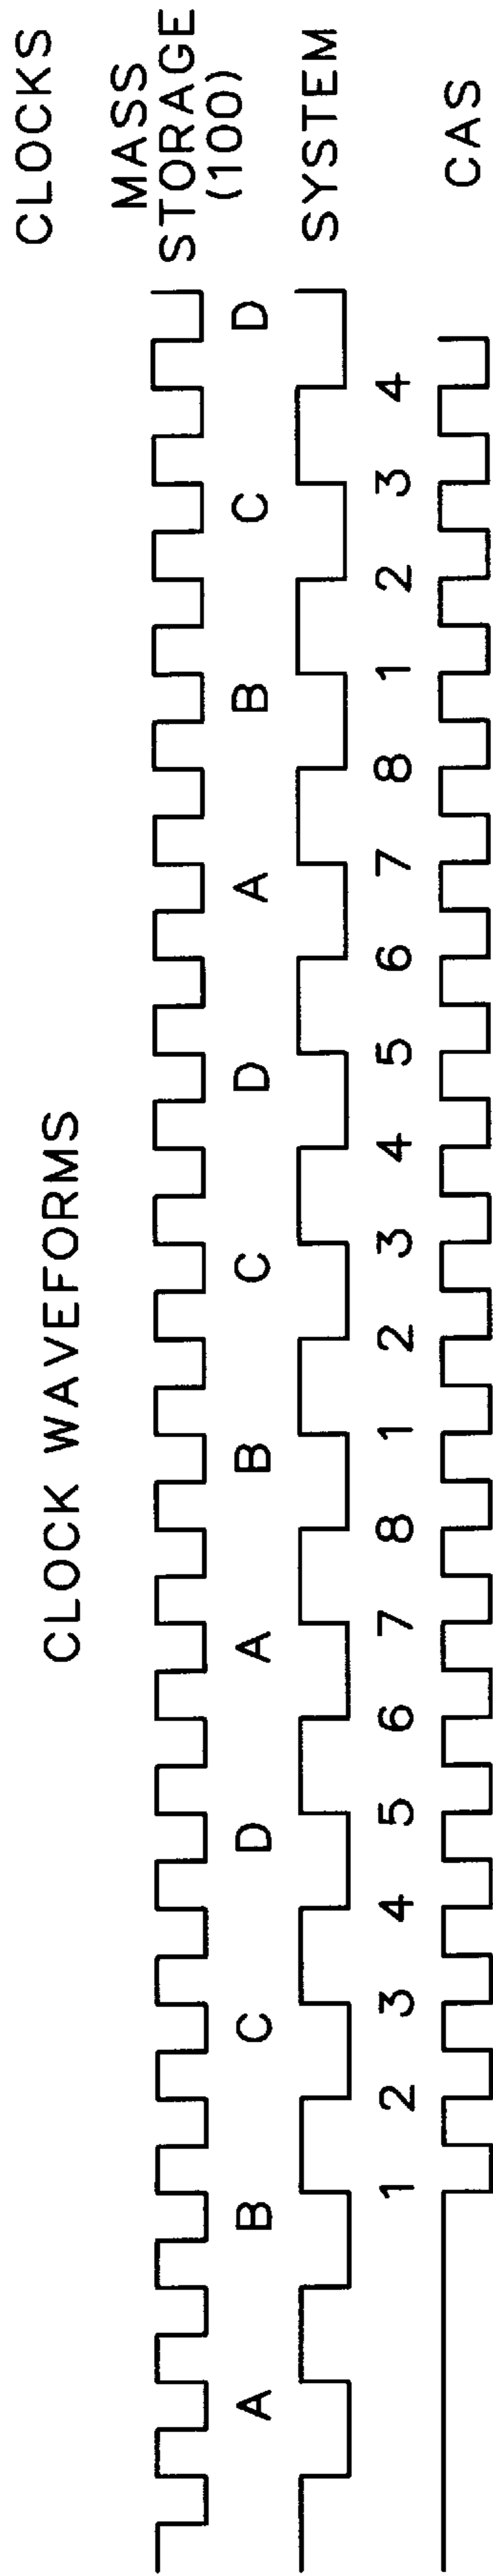 CLOCKS
CLOCK WAVEFORMS
MASS
STORAGE
(100)
A B C D A B C D A B C D
SYSTEM
1 2 3 4 5 6 7 8 1 2 3 4 5 6 7 8 1 2 3 4
CAS